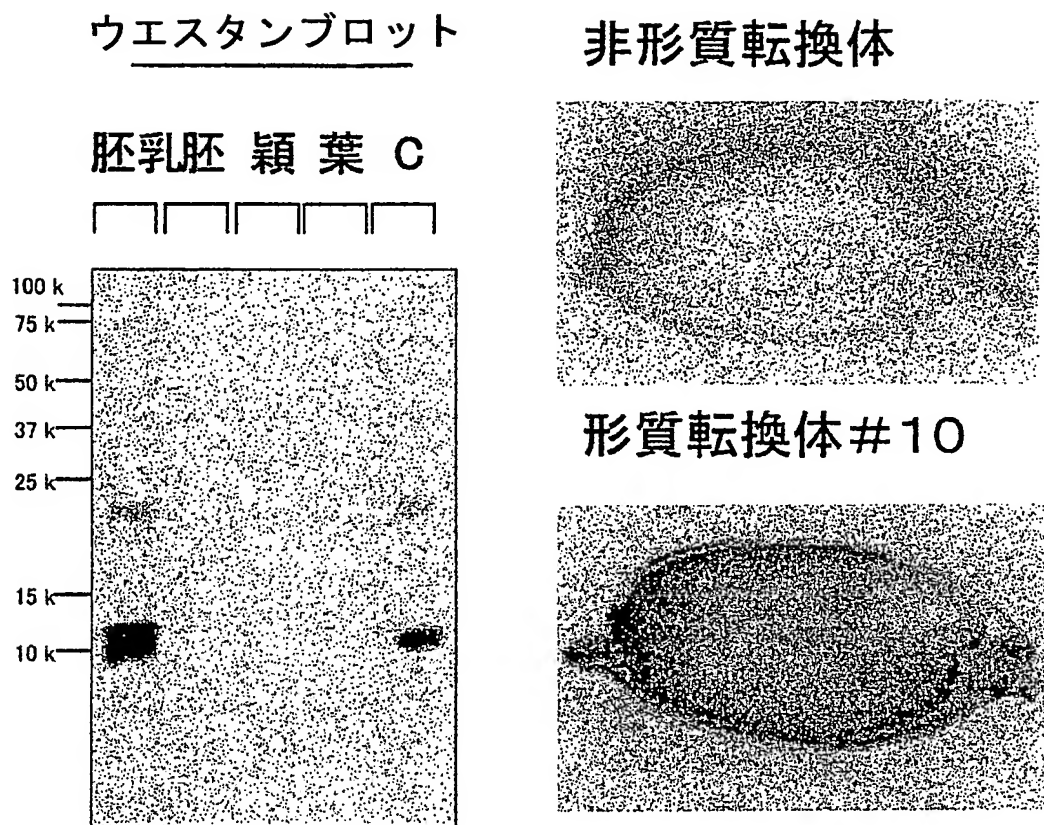 ウエスタンブロット
胚乳胚 穎 葉 C
100 k
75 k
50 k
37 k
25 k
15 k
10 k
非形質転換体
形質転換体#10